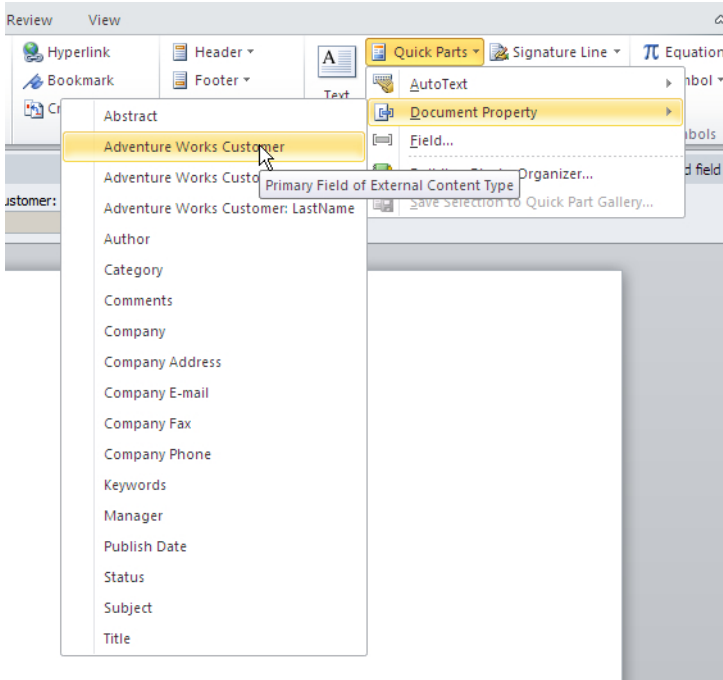 Review View
Hyperlink Header Quick Parts Signature Line Equation
Bookmark Footer A
Text
AutoText
Document Property
Field...
Organizer...
Save Selection to Quick Part Gallery...
field
Abstract
Adventure Works Customer
Adventure Works
Primary Field of External Content Type
Adventure Works Customer: LastName
Author
Category
Comments
Company
Company Address
Company E-mail
Company Fax
Company Phone
Keywords
Manager
Publish Date
Status
Subject
Title